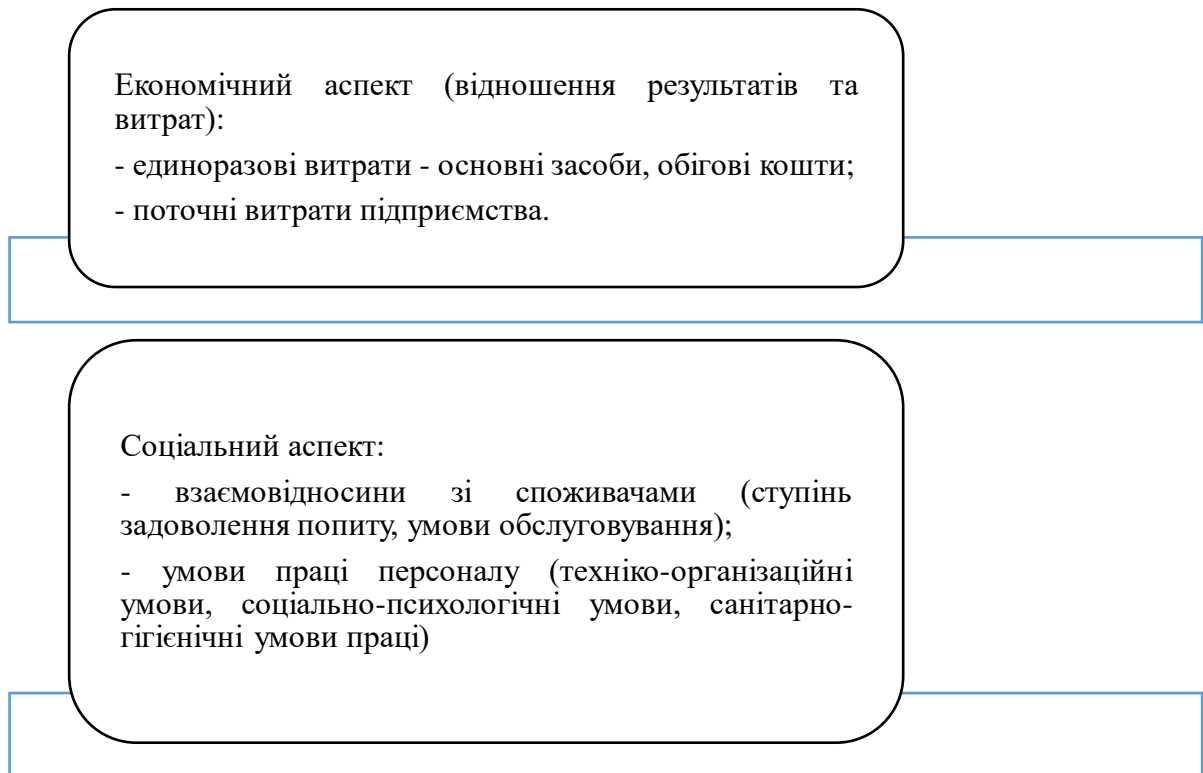 Економічний аспект (відношення результатів та
витрат):
- единоразові витрати - основні засоби, обігові кошти;
- поточні витрати підприємства.
Соціальний аспект:
- взаємовідносини зі споживачами (ступінь
задоволення попиту, умови обслуговування);
- умови праці персоналу (техніко-організаційні
умови, соціально-психологічні умови, санітарно-
гігієнічні умови праці)